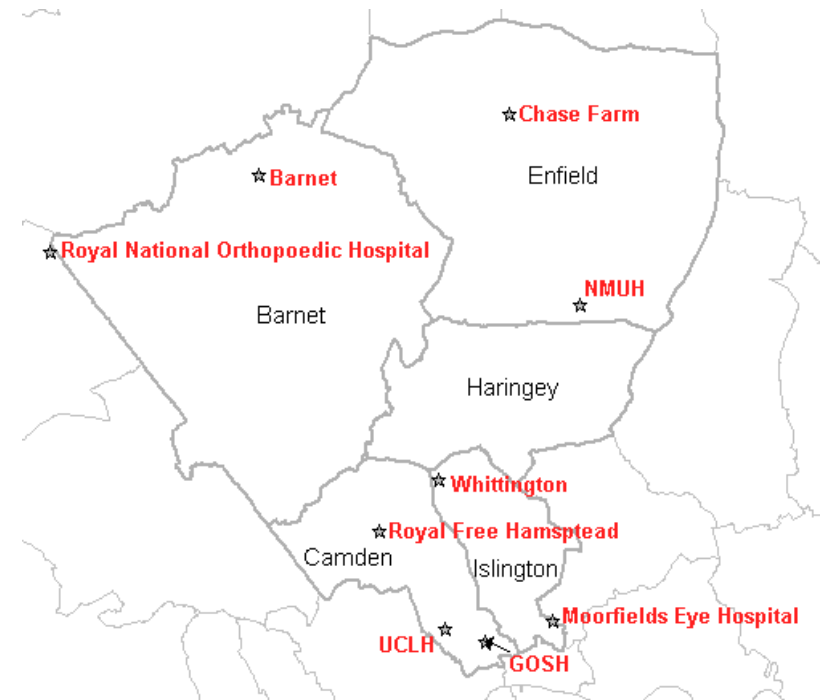 Chase Farm
Enfield
Barnet
Royal National Orthopoedic Hospital
NMUH
Barnet
Haringey
Whittington
Royal Free Hamsptead
Camden
Islington
Moorfields Eye Hospital
UCLH
GOSH